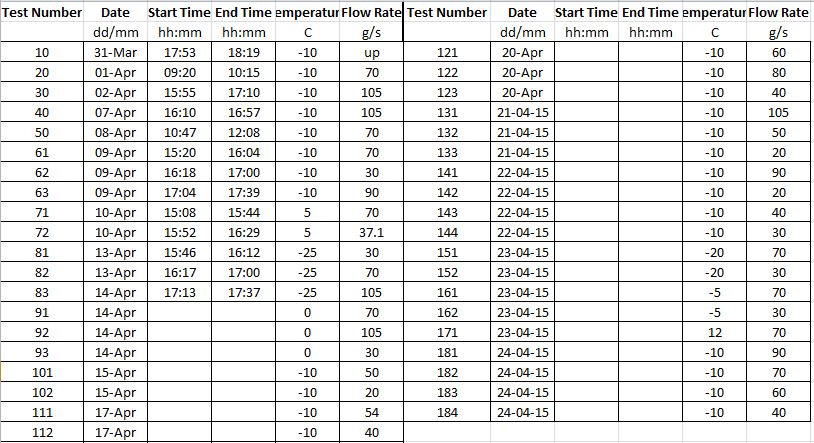 Test Number Date Start Time End Time emperatur Flow Rate Test Number Date Start Time End Time emperatur Flow Rate
dd/mm hh:mm hh:mm C g/s dd/mm hh:mm hh:mm C g/s
10 31-Mar 17:53 18:19 -10 up 121 20-Apr -10 60
20 01-Apr 09:20 10:15 -10 70 122 20-Apr -10 80
30 02-Apr 15:55 17:10 -10 105 123 20-Apr -10 40
40 07-Apr 16:10 16:57 -10 105 131 21-04-15 -10 105
50 08-Apr 10:47 12:08 -10 70 132 21-04-15 -10 50
61 09-Apr 15:20 16:04 -10 70 133 21-04-15 -10 20
62 09-Apr 16:18 17:00 -10 30 141 22-04-15 -10 90
63 09-Apr 17:04 17:39 -10 90 142 22-04-15 -10 20
71 10-Apr 15:08 15:44 5 70 143 22-04-15 -10 40
72 10-Apr 15:52 16:29 5 37.1 144 22-04-15 -10 30
81 13-Apr 15:46 16:12 -25 30 151 23-04-15 -20 70
82 13-Apr 16:17 17:00 -25 70 152 23-04-15 -20 30
83 14-Apr 17:13 17:37 -25 105 161 23-04-15 -5 70
91 14-Apr 0 70 162 23-04-15 -5 30
92 14-Apr 0 105 171 23-04-15 12 70
93 14-Apr 0 30 181 24-04-15 -10 90
101 15-Apr -10 50 182 24-04-15 -10 70
102 15-Apr -10 20 183 24-04-15 -10 60
111 17-Apr -10 54 184 24-04-15 -10 40
112 17-Apr -10 40